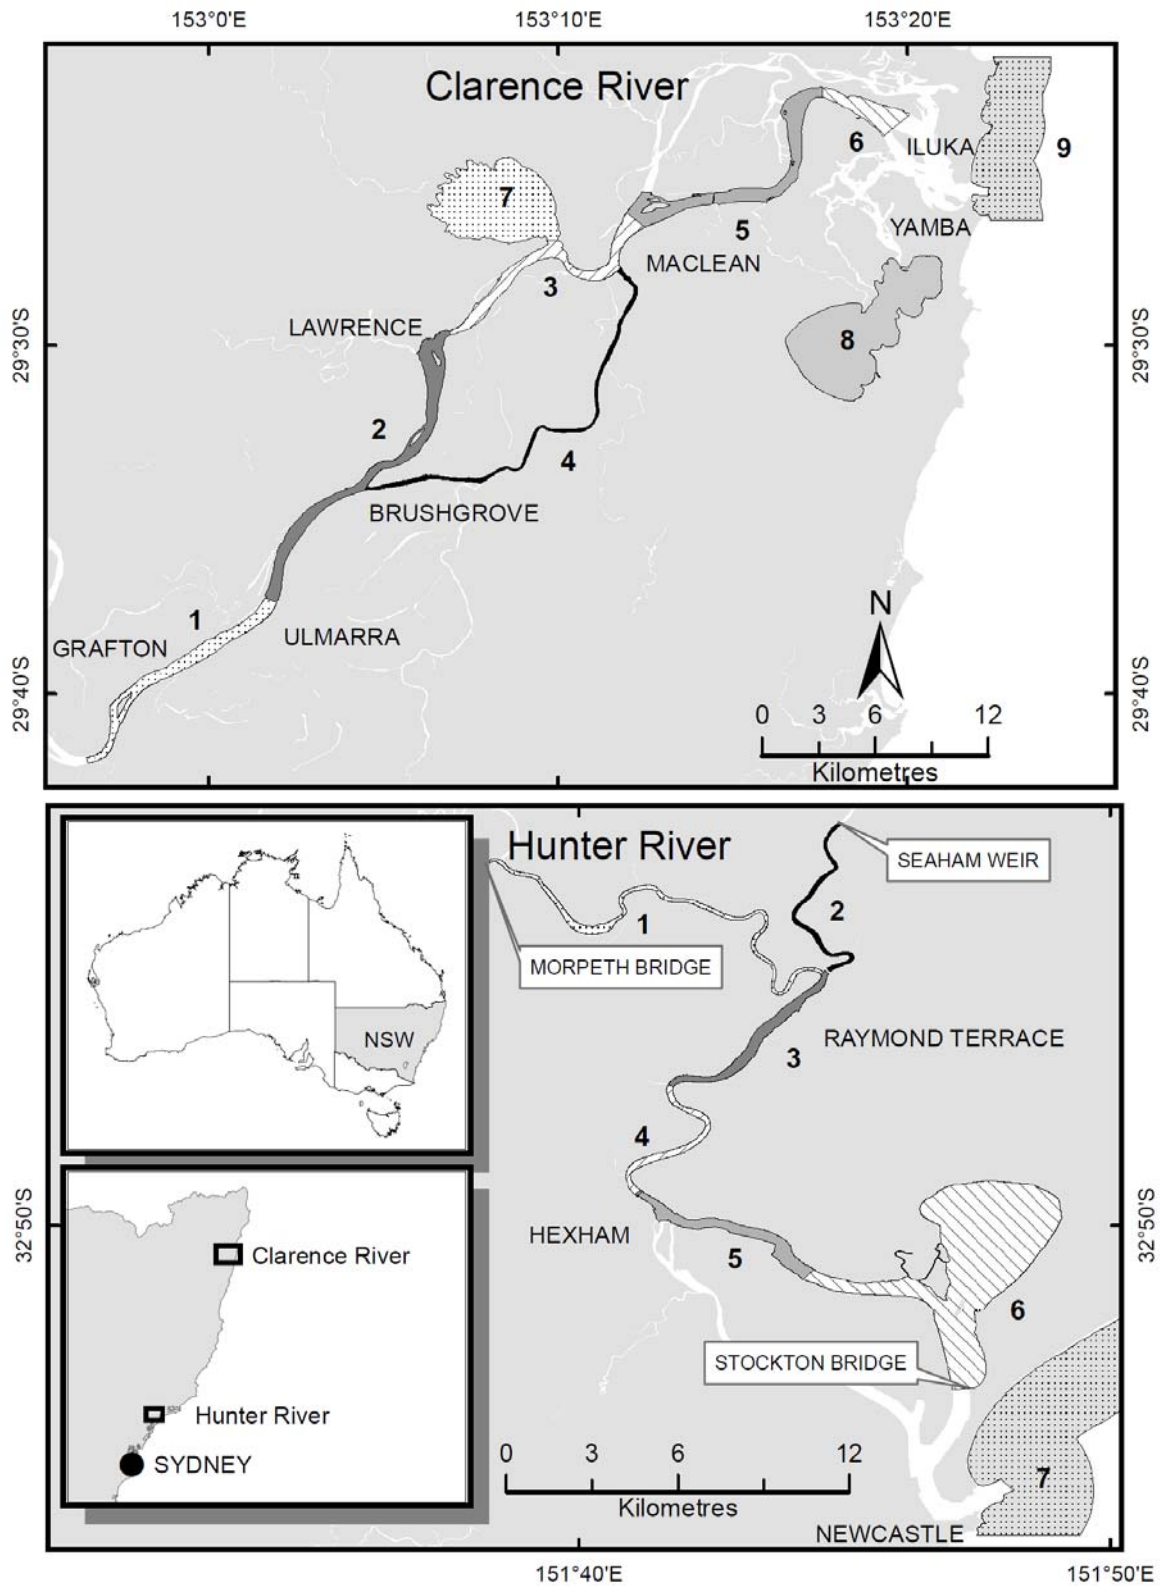 153°0'E
153°10'E
153°20'E
Clarence River
6
ILUKA
9
7
YAMBA
5
MACLEAN
3
LAWRENCE
8
29°30'S
29°30'S
2
4
BRUSHGROVE
N
1
ULMARRA
GRAFTON
29°40'S
29°40'S
0 3 6 12
Kilometres
Hunter River
SEAHAM WEIR
2
1
MORPETH BRIDGE
RAYMOND TERRACE
3
NSW
4
32°50'S
32°50'S
HEXHAM
5
Clarence River
6
STOCKTON BRIDGE
Hunter River
SYDNEY
0 3 6 12
Kilometres
7
NEWCASTLE
151°40'E
151°50'E